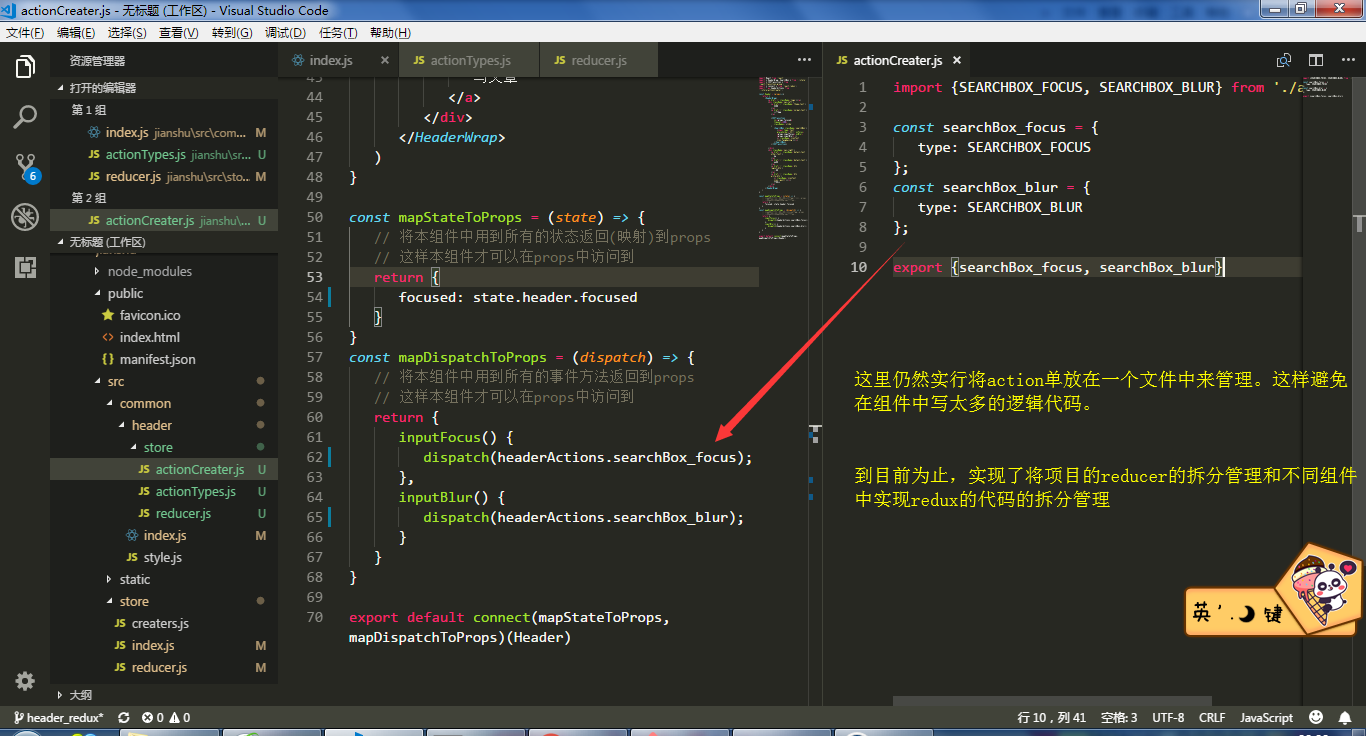 actionCreater.js - 无标题 (工作区) - Visual Studio Code
文件(F) 编辑(E) 选择(S) 查看(V) 转到(G) 调试(D) 任务(T) 帮助(H)
资源管理器
打开的编辑器
第 1 组
index.js jianshu\src\com... M
JS actionTypes.js jianshu\sr... U
JS reducer.js jianshu\src\sto... M
第 2 组
JS actionCreater.js jianshu\... U
无标题 (工作区)
node_modules
public
favicon.ico
<> index.html
{} manifest.json
src
common
header
store
JS actionCreater.js U
JS actionTypes.js U
JS reducer.js U
index.js M
JS style.js
static
store
JS creaters.js
JS index.js M
JS reducer.js M
大纲
6
index.js ×
JS actionTypes.js
JS reducer.js
44 </a>
45 </div>
46 </HeaderWrap>
47 )
48 }
49
50 const mapStateToProps = (state) => {
51 // 将本组件中用到所有的状态返回(映射)到props
52 // 这样本组件才可以在props中访问到
53 return {
54 focused: state.header.focused
55 }
56 }
57 const mapDispatchToProps = (dispatch) => {
58 // 将本组件中用到所有的事件方法返回到props
59 // 这样本组件才可以在props中访问到
60 return {
61 inputFocus() {
62 dispatch(headerActions.searchBox_focus);
63 },
64 inputBlur() {
65 dispatch(headerActions.searchBox_blur);
66 }
67 }
68 }
69
70 export default connect(mapStateToProps,
mapDispatchToProps)(Header)
JS actionCreater.js ×
1 import {SEARCHBOX_FOCUS, SEARCHBOX_BLUR} from './a
2
3 const searchBox_focus = {
4 type: SEARCHBOX_FOCUS
5 };
6 const searchBox_blur = {
7 type: SEARCHBOX_BLUR
8 };
9
10 export {searchBox_focus, searchBox_blur}
这里仍然实行将action单放在一个文件中来管理。这样避免
在组件中写太多的逻辑代码。
到目前为止，实现了将项目的reducer的拆分管理和不同组件
中实现redux的代码的拆分管理
英 键
header_redux* 0 0 行 10，列 41 空格: 3 UTF-8 CRLF JavaScript